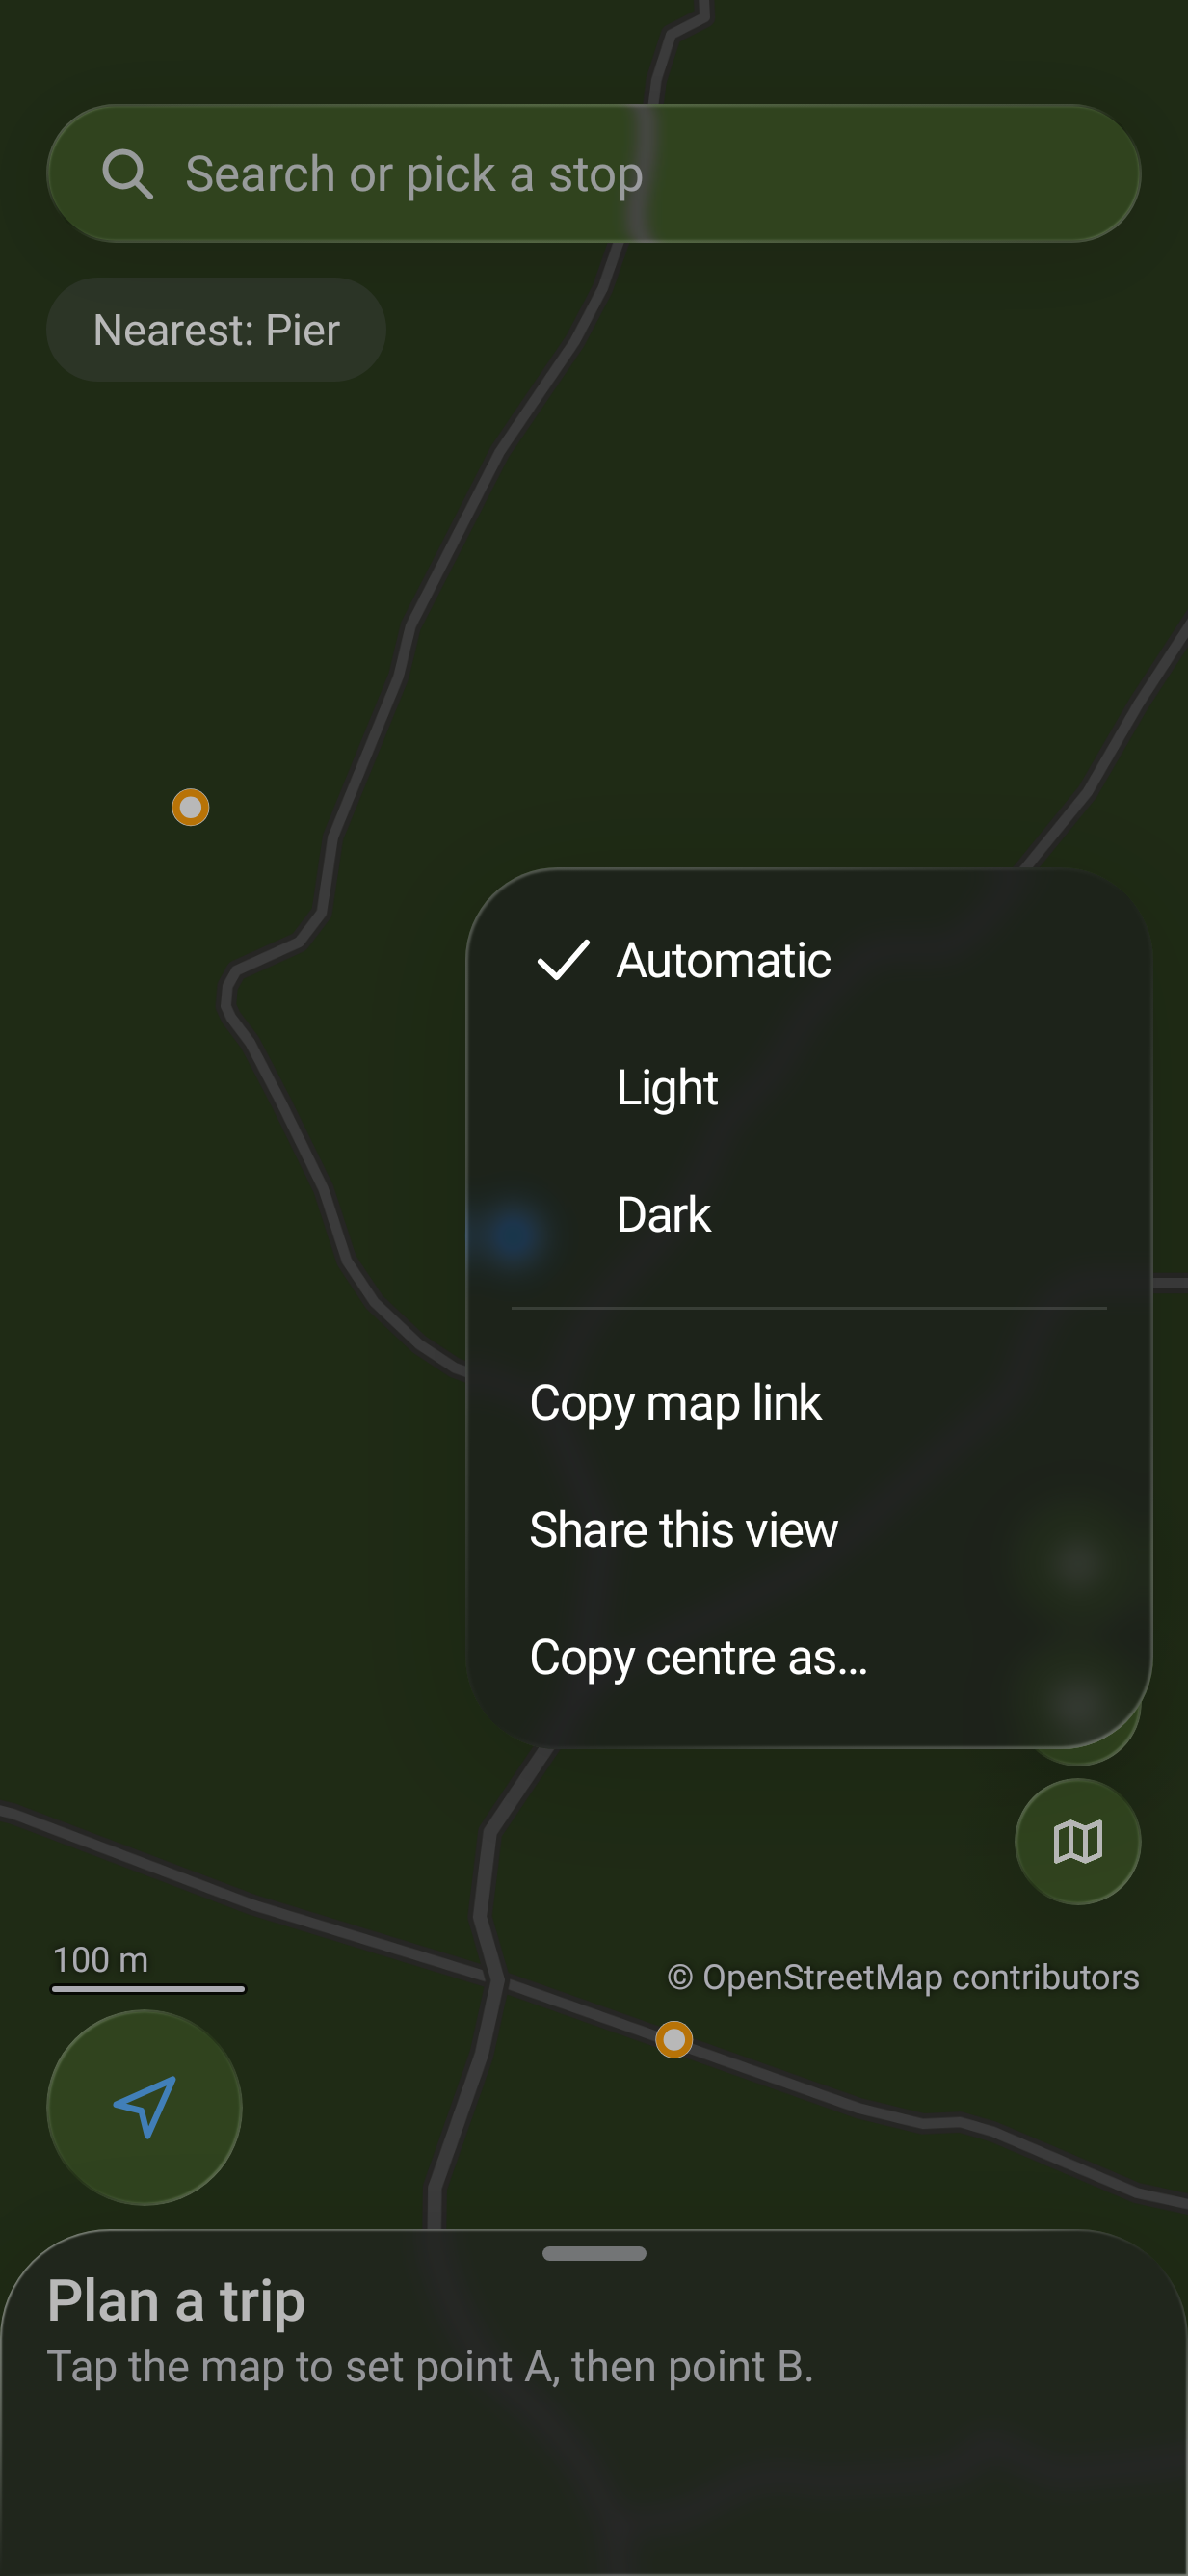 Search or pick a stop
Nearest: Pier
Automatic
Light
Dark
Copy map link
Share this view
Copy centre as…
100 m
© OpenStreetMap contributors
Plan a trip
Tap the map to set point A, then point B.